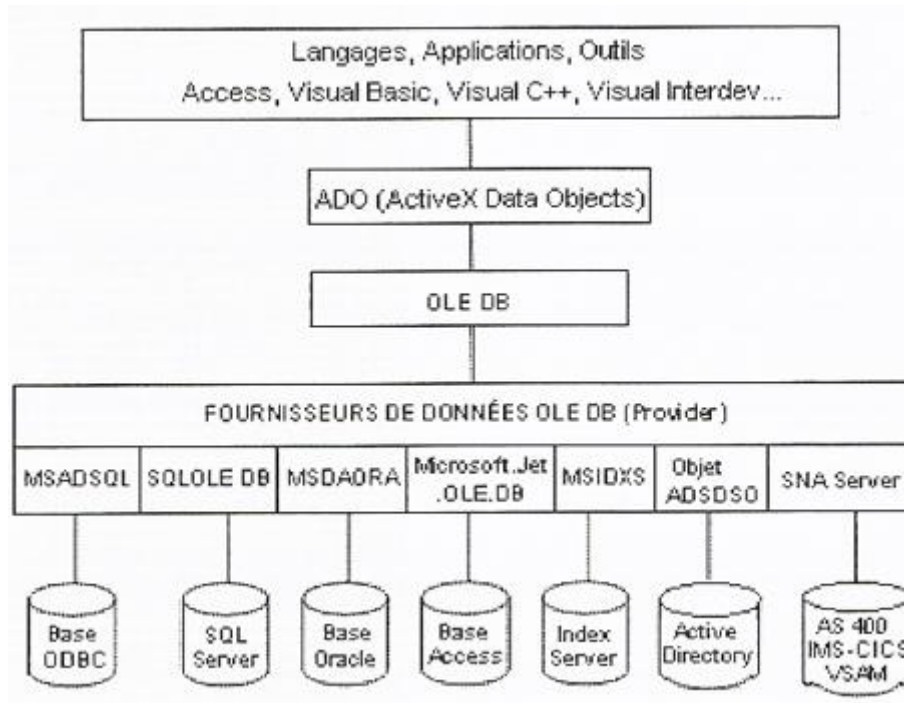 Langages, Applications, Outils
Access, Visual Basic, Visual C++, Visual Interdev...
ADO (ActiveX Data Objects)
OLE DB
FOURNISSEURS DE DONNÉES OLE DB (Provider)
MSADSQL
SQLOLE DB
MSDAORA
Microsoft.Jet
.OLE.DB
MSIDXS
Objet
ADSDSO
SNA Server
Base
ODBC
SQL
Server
Base
Oracle
Base
Access
Index
Server
Active
Directory
AS 400
IMS-CICS
VSAM